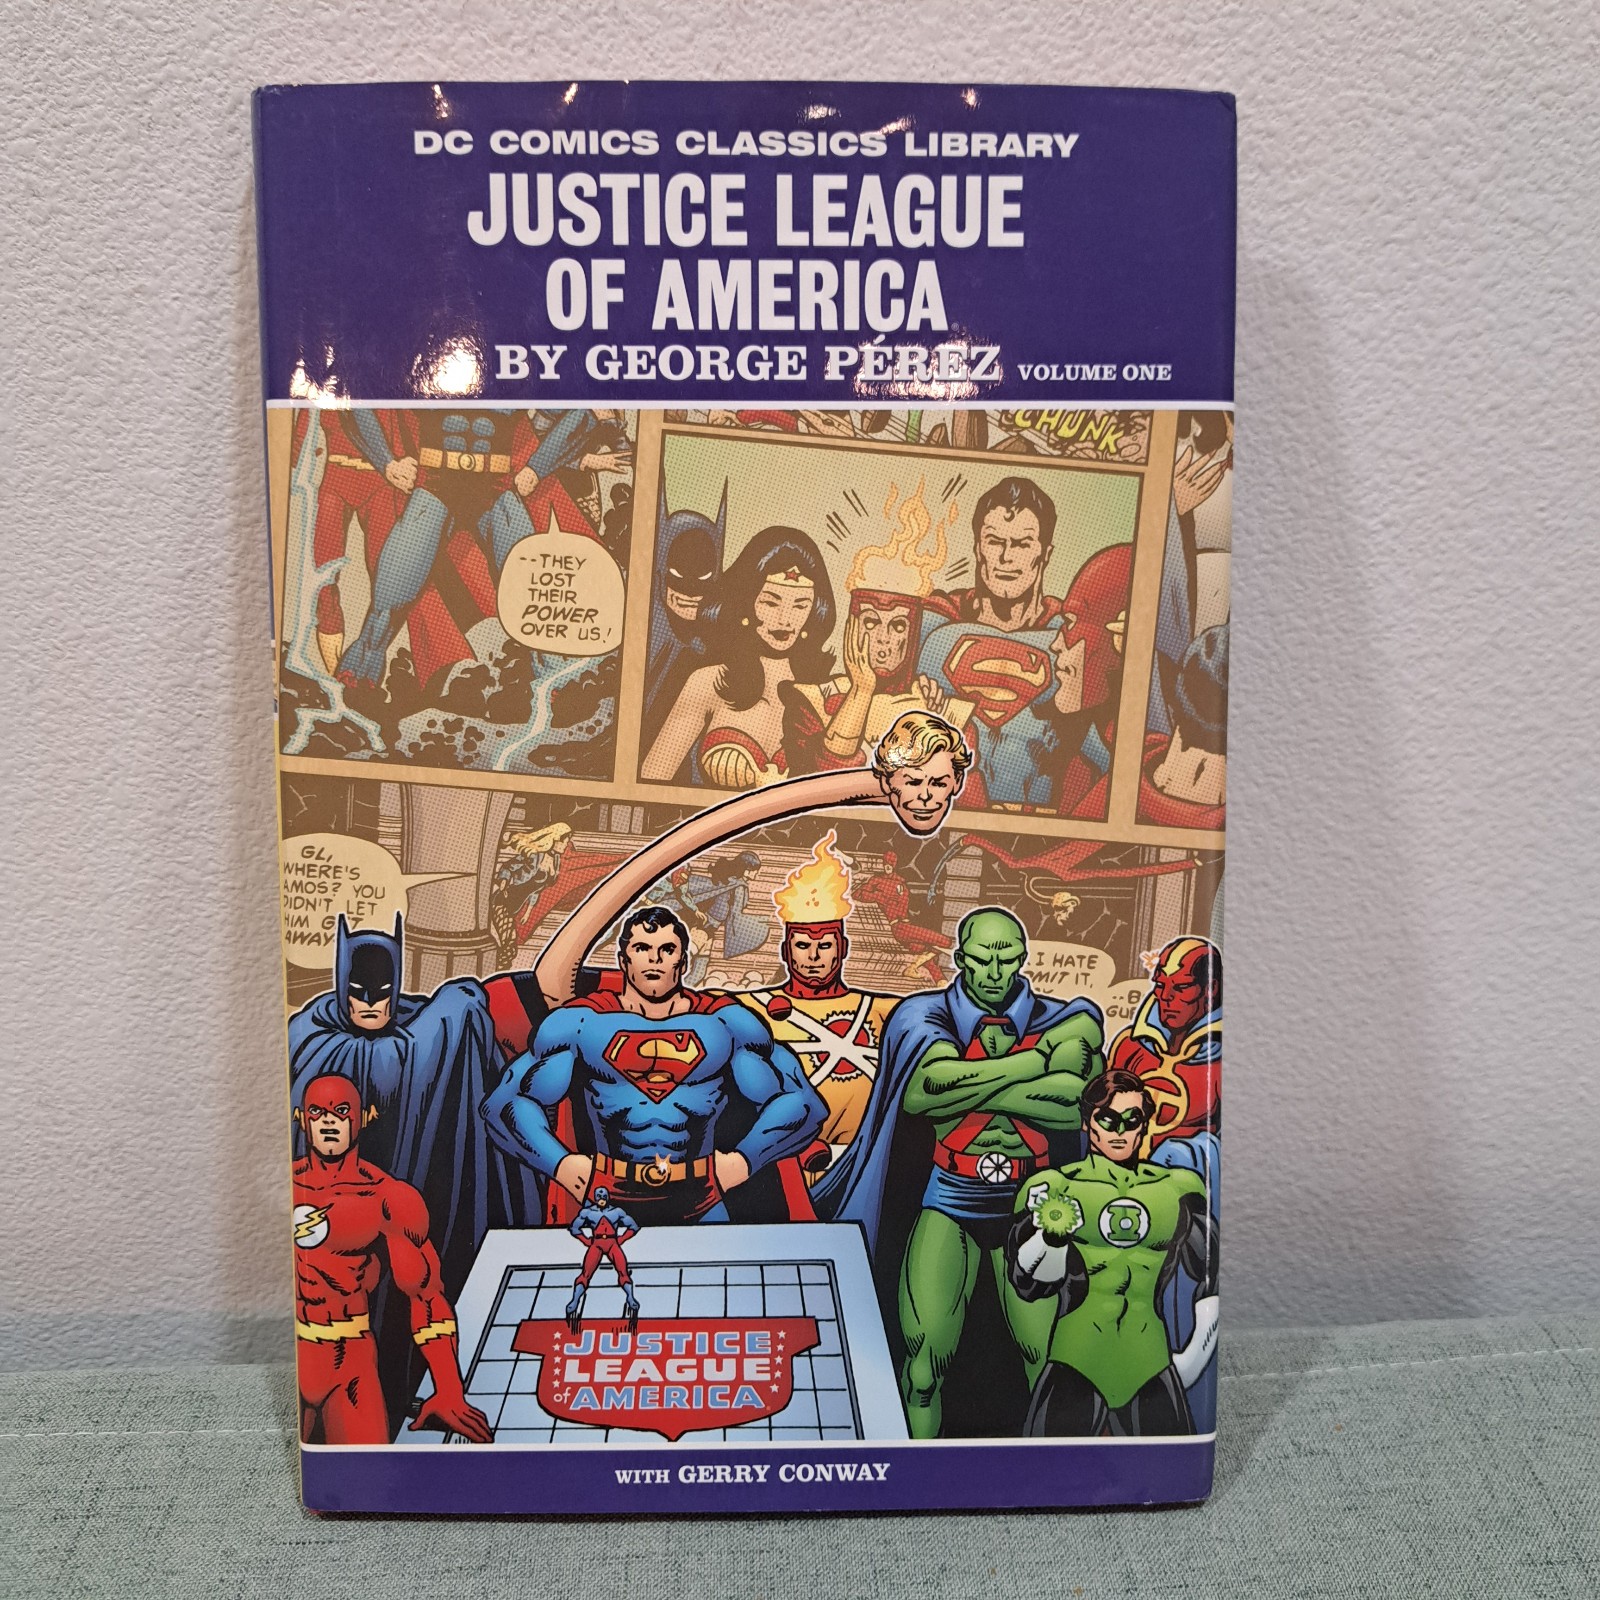 DC COMICS CLASSICS LIBRARY
JUSTICE LEAGUE
OF AMERICA
BY GEORGE PÉREZ VOLUME ONE
CHUNK
--THEY
LOST
THEIR
POWER
OVER US!
GL,
WHERE'S
AMOS? YOU
DIDN'T LET
HIM GET
AWAY
I HATE
IT,
JUSTICE
LEAGUE
of AMERICA
WITH GERRY CONWAY